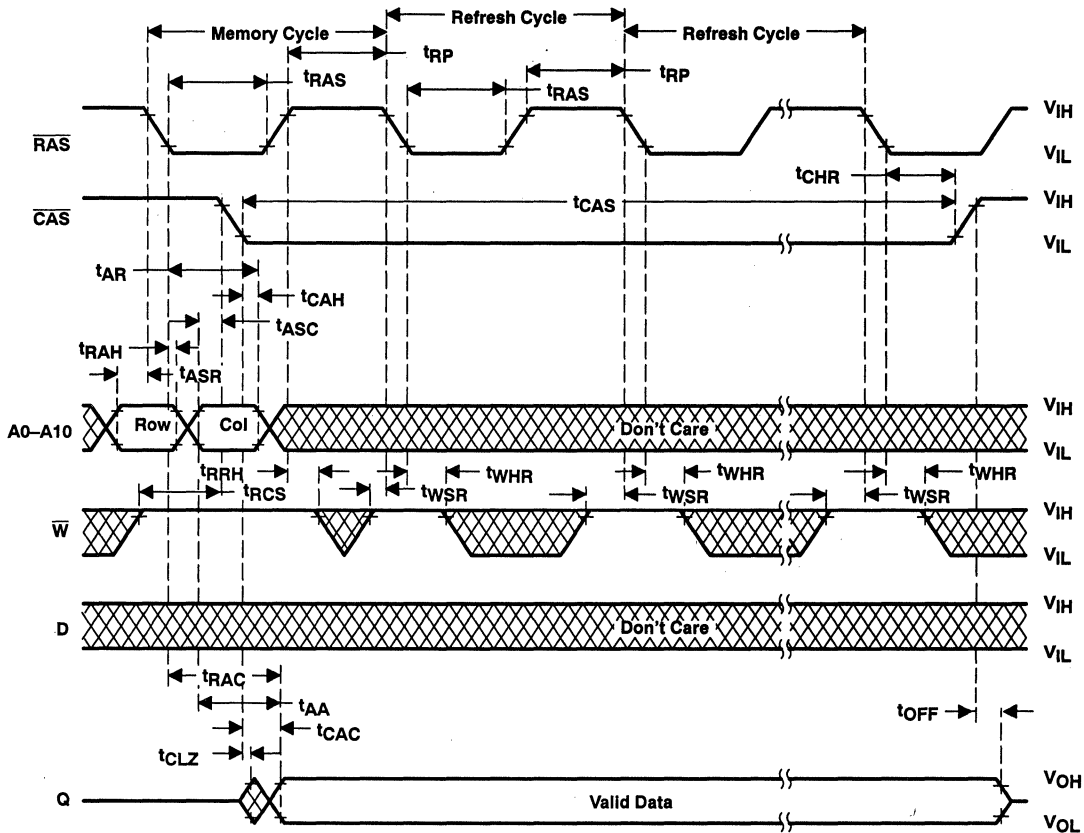 Refresh Cycle
Memory Cycle
Refresh Cycle
tRP
tRP
tRAS
tRAS
VIH
RAS
VIL
tCHR
VIH
CAS
tCAS
VIL
tAR
tCAH
tASC
tRAH
tASR
VIH
A0–A10
Row
Col
Don't Care
VIL
tRRH
tWHR
tWHR
tWHR
tRCS
tWSR
tWSR
tWSR
VIH
W
VIL
VIH
D
Don't Care
VIL
tRAC
tAA
tOFF
tCAC
tCLZ
VOH
Q
Valid Data
VOL